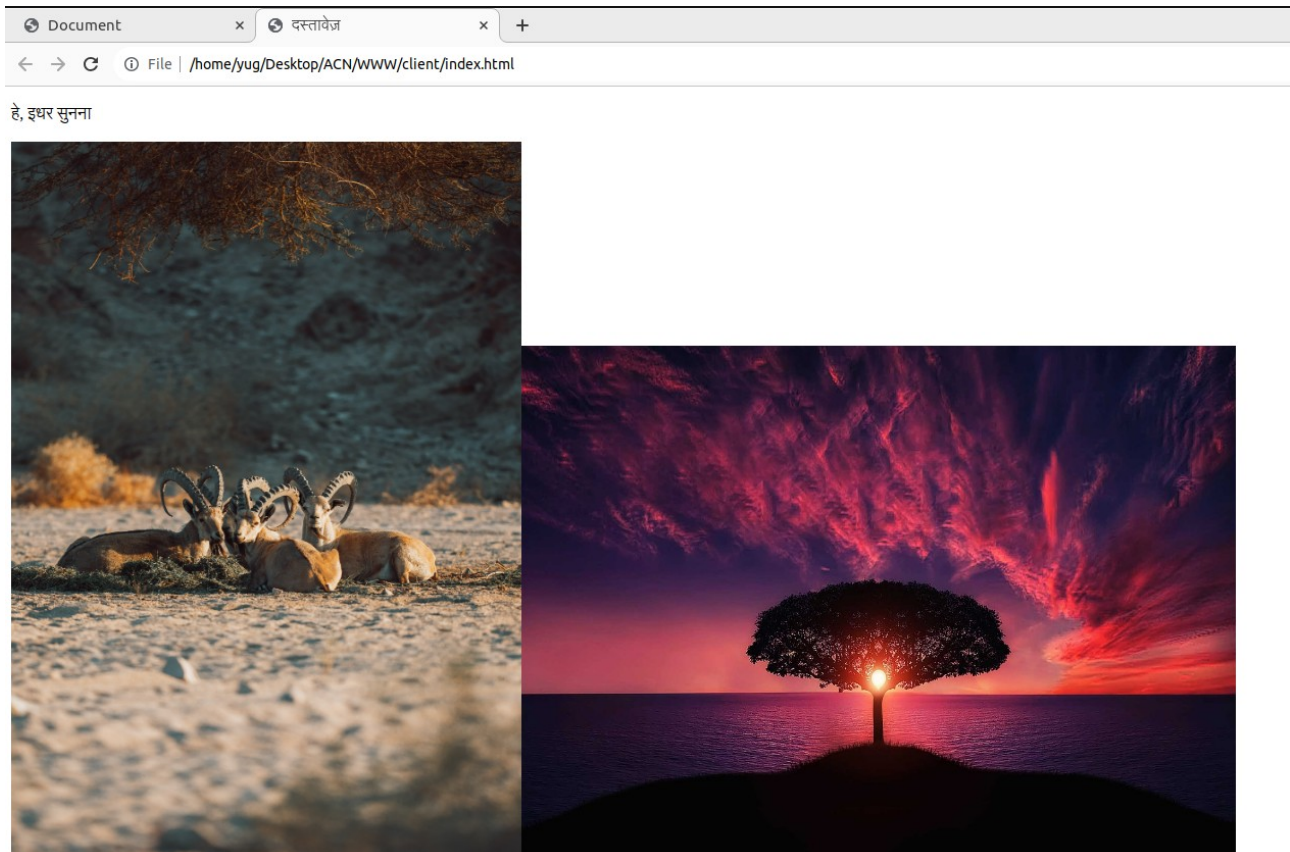 Document
दस्तावेज़
File | /home/yug/Desktop/ACN/WWW/client/index.html
हे, इधर सुनना